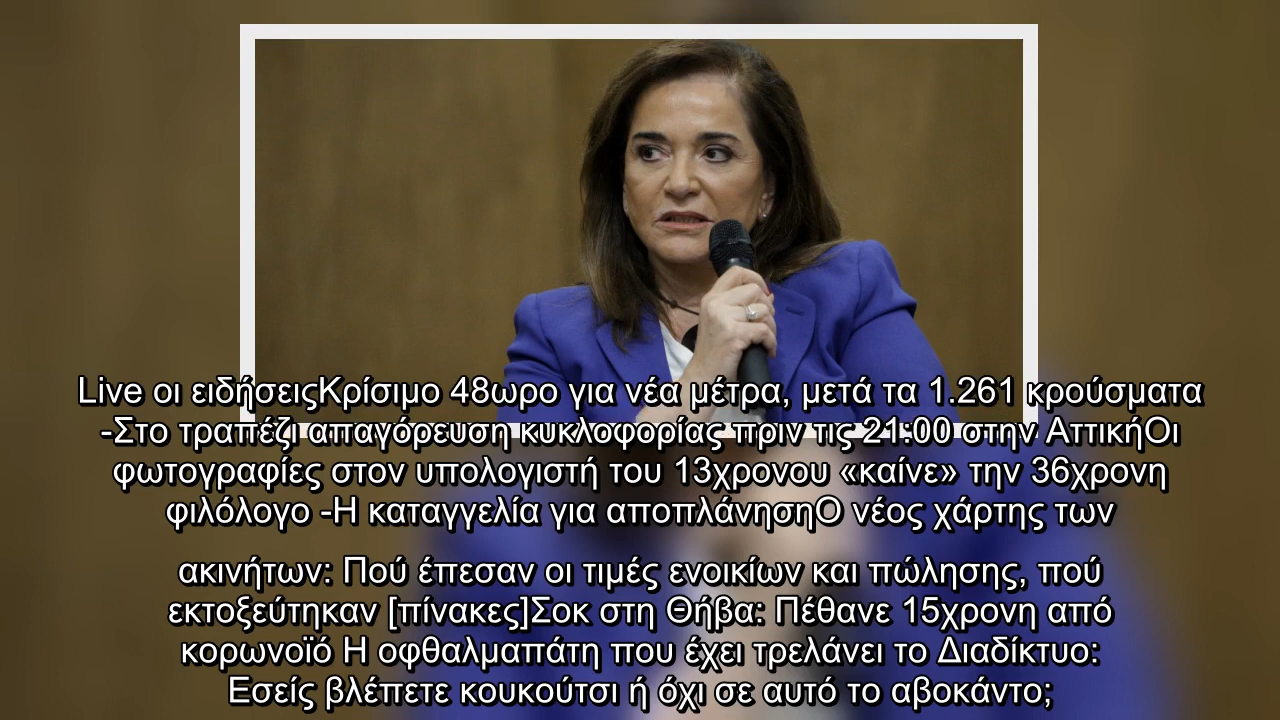 Live οι ειδήσειςΚρίσιμο 48ωρο για νέα μέτρα, μετά τα 1.261 κρούσματα
-Στο τραπέζι απαγόρευση κυκλοφορίας πριν τις 21:00 στην ΑττικήΟι
φωτογραφίες στον υπολογιστή του 13χρονου «καίνε» την 36χρονη
φιλόλογο -Η καταγγελία για αποπλάνησηΟ νέος χάρτης των
ακινήτων: Πού έπεσαν οι τιμές ενοικίων και πώλησης, πού
εκτοξεύτηκαν [πίνακες]Σοκ στη Θήβα: Πέθανε 15χρονη από
κορωνοϊό Η οφθαλμαπάτη που έχει τρελάνει το Διαδίκτυο:
Εσείς βλέπετε κουκούτσι ή όχι σε αυτό το αβοκάντο;